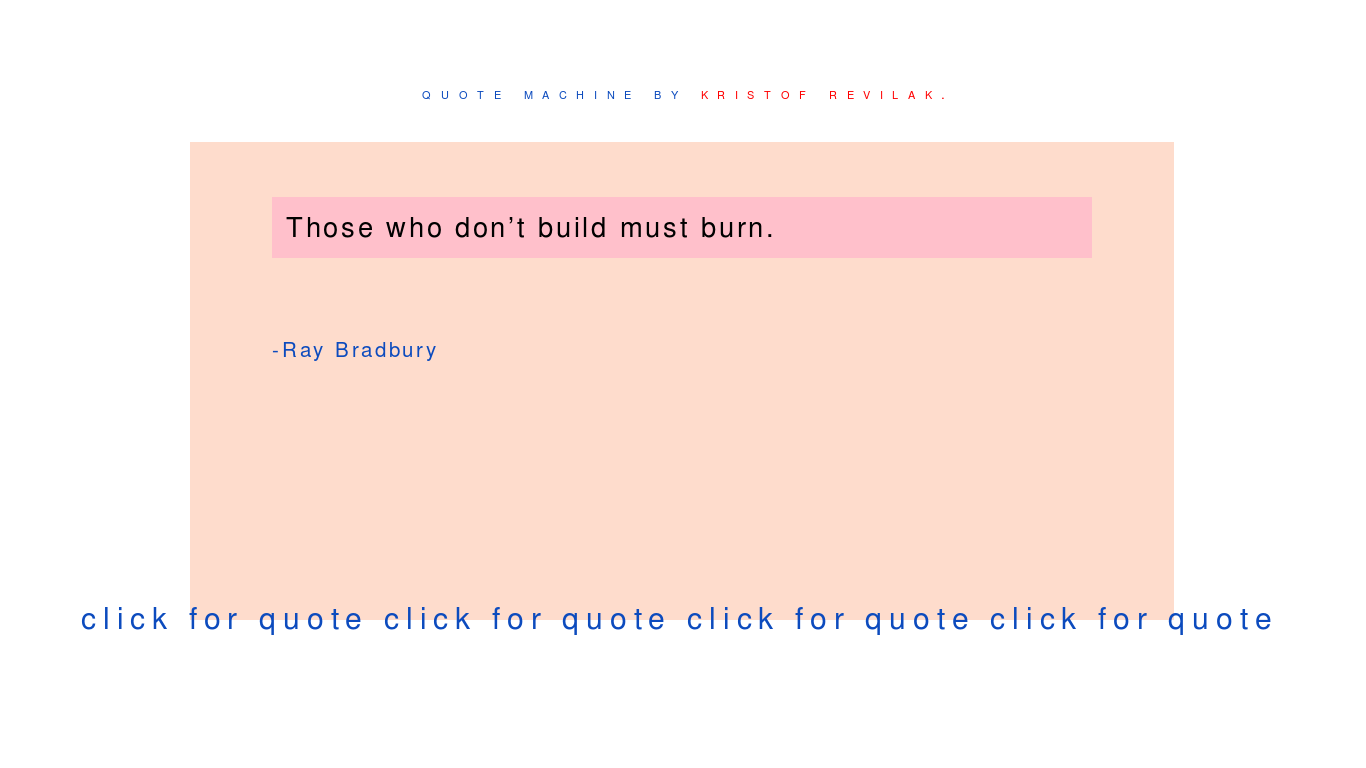 QUOTE MACHINE BY KRISTOF REVILAK.
Those who don’t build must burn.
-Ray Bradbury
click for quote click for quote click for quote click for quote